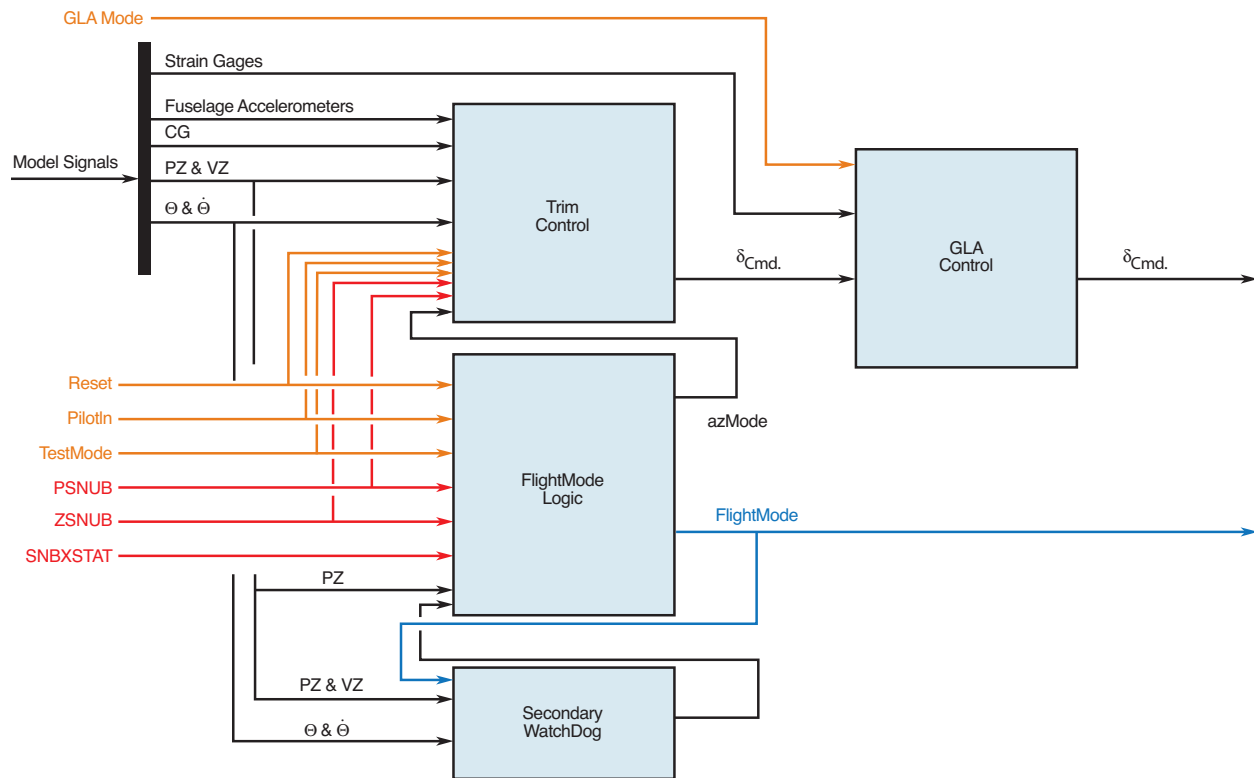 GLA Mode
Strain Gages
Fuselage Accelerometers
CG
Model Signals
PZ & VZ
Θ & Θ̇
Trim
Control
GLA
Control
δCmd.
δCmd.
Reset
PilotIn
azMode
TestMode
FlightMode
Logic
PSNUB
ZSNUB
FlightMode
SNBXSTAT
PZ
PZ & VZ
Secondary
WatchDog
Θ & Θ̇